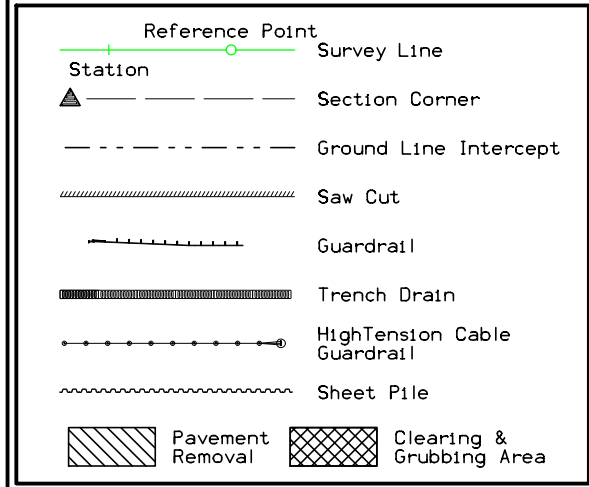 Reference Point
Survey Line
Station
Section Corner
Ground Line Intercept
Saw Cut
Guardrail
Trench Drain
HighTension Cable
Guardrail
Sheet Pile
Pavement
Removal
Clearing &
Grubbing Area